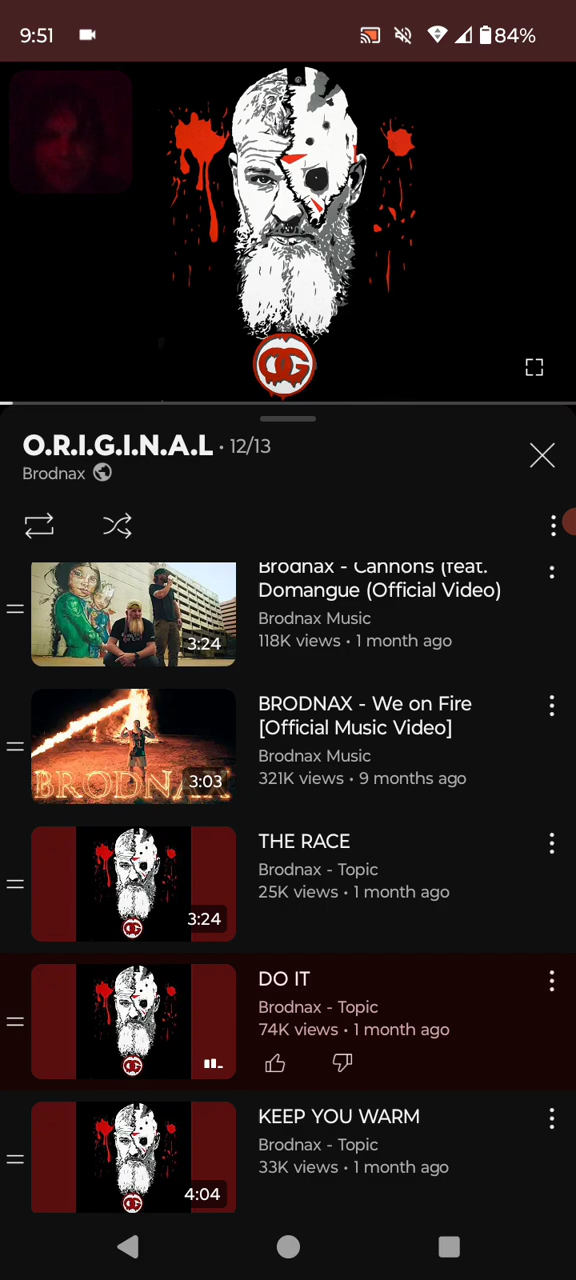 9:51
84%
OG
O.R.I.G.I.N.A.L · 12/13
Brodnax
Brodnax - Cannons (feat.
Domangue (Official Video)
Brodnax Music
118K views • 1 month ago
3:24
BRODNAX - We on Fire
[Official Music Video]
Brodnax Music
321K views • 9 months ago
BRODNAX
3:03
THE RACE
Brodnax - Topic
25K views • 1 month ago
3:24
DO IT
Brodnax - Topic
74K views • 1 month ago
KEEP YOU WARM
Brodnax - Topic
33K views • 1 month ago
4:04